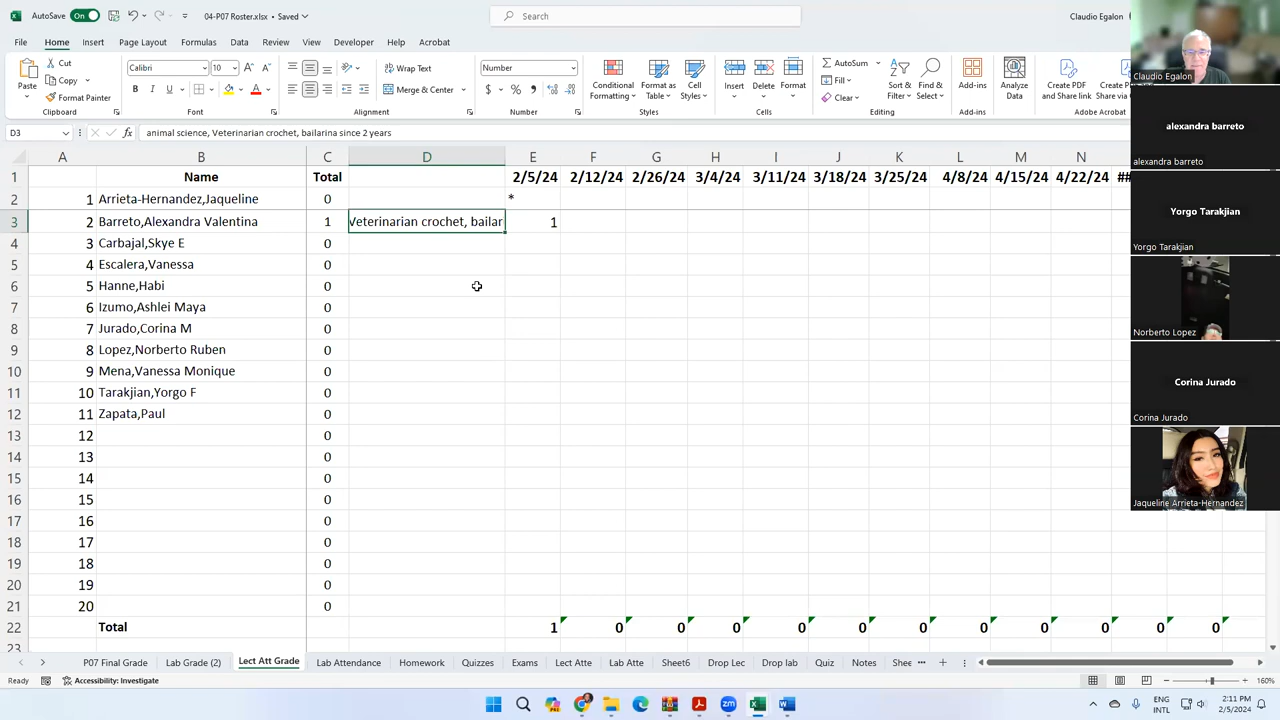 AutoSave On 04-P07 Roster.xlsx • Saved Search Claudio Egalon
File Home Insert Page Layout Formulas Data Review View Developer Help Acrobat
Paste Cut Copy Format Painter Clipboard
Calibri 10 B I U Font
Wrap Text Merge & Center Alignment
Number $ % Number
Conditional Formatting Format as Table Cell Styles Styles
Insert Delete Format Cells
AutoSum Fill Clear Sort & Filter Find & Select Editing
Add-ins Add-ins Analyze Data
Create PDF and Share link Adobe Acrobat
D3 fx animal science, Veterinarian crochet, bailarina since 2 years
A B C D E F G H I J K L M N
1 Name Total 2/5/24 2/12/24 2/26/24 3/4/24 3/11/24 3/18/24 3/25/24 4/8/24 4/15/24 4/22/24 ##
2 1 Arrieta-Hernandez,Jaqueline 0 *
3 2 Barreto,Alexandra Valentina 1 Veterinarian crochet, bailar 1
4 3 Carbajal,Skye E 0
5 4 Escalera,Vanessa 0
6 5 Hanne,Habi 0
7 6 Izumo,Ashlei Maya 0
8 7 Jurado,Corina M 0
9 8 Lopez,Norberto Ruben 0
10 9 Mena,Vanessa Monique 0
11 10 Tarakjian,Yorgo F 0
12 11 Zapata,Paul 0
13 12 0
14 13 0
15 14 0
16 15 0
17 16 0
18 17 0
19 18 0
20 19 0
21 20 0
22 Total 1 0 0 0 0 0 0 0 0 0 0 0
23
P07 Final Grade Lab Grade (2) Lect Att Grade Lab Attendance Homework Quizzes Exams Lect Atte Lab Atte Sheet6 Drop Lec Drop lab Quiz Notes Shee ...
Ready Accessibility: Investigate 160%
ENG
INTL
2:11 PM
2/5/2024
Claudio Egalon
alexandra barreto
alexandra barreto
Yorgo Tarakjian
Yorgo Tarakjian
Norberto Lopez
Corina Jurado
Corina Jurado
Jaqueline Arrieta-Hernandez